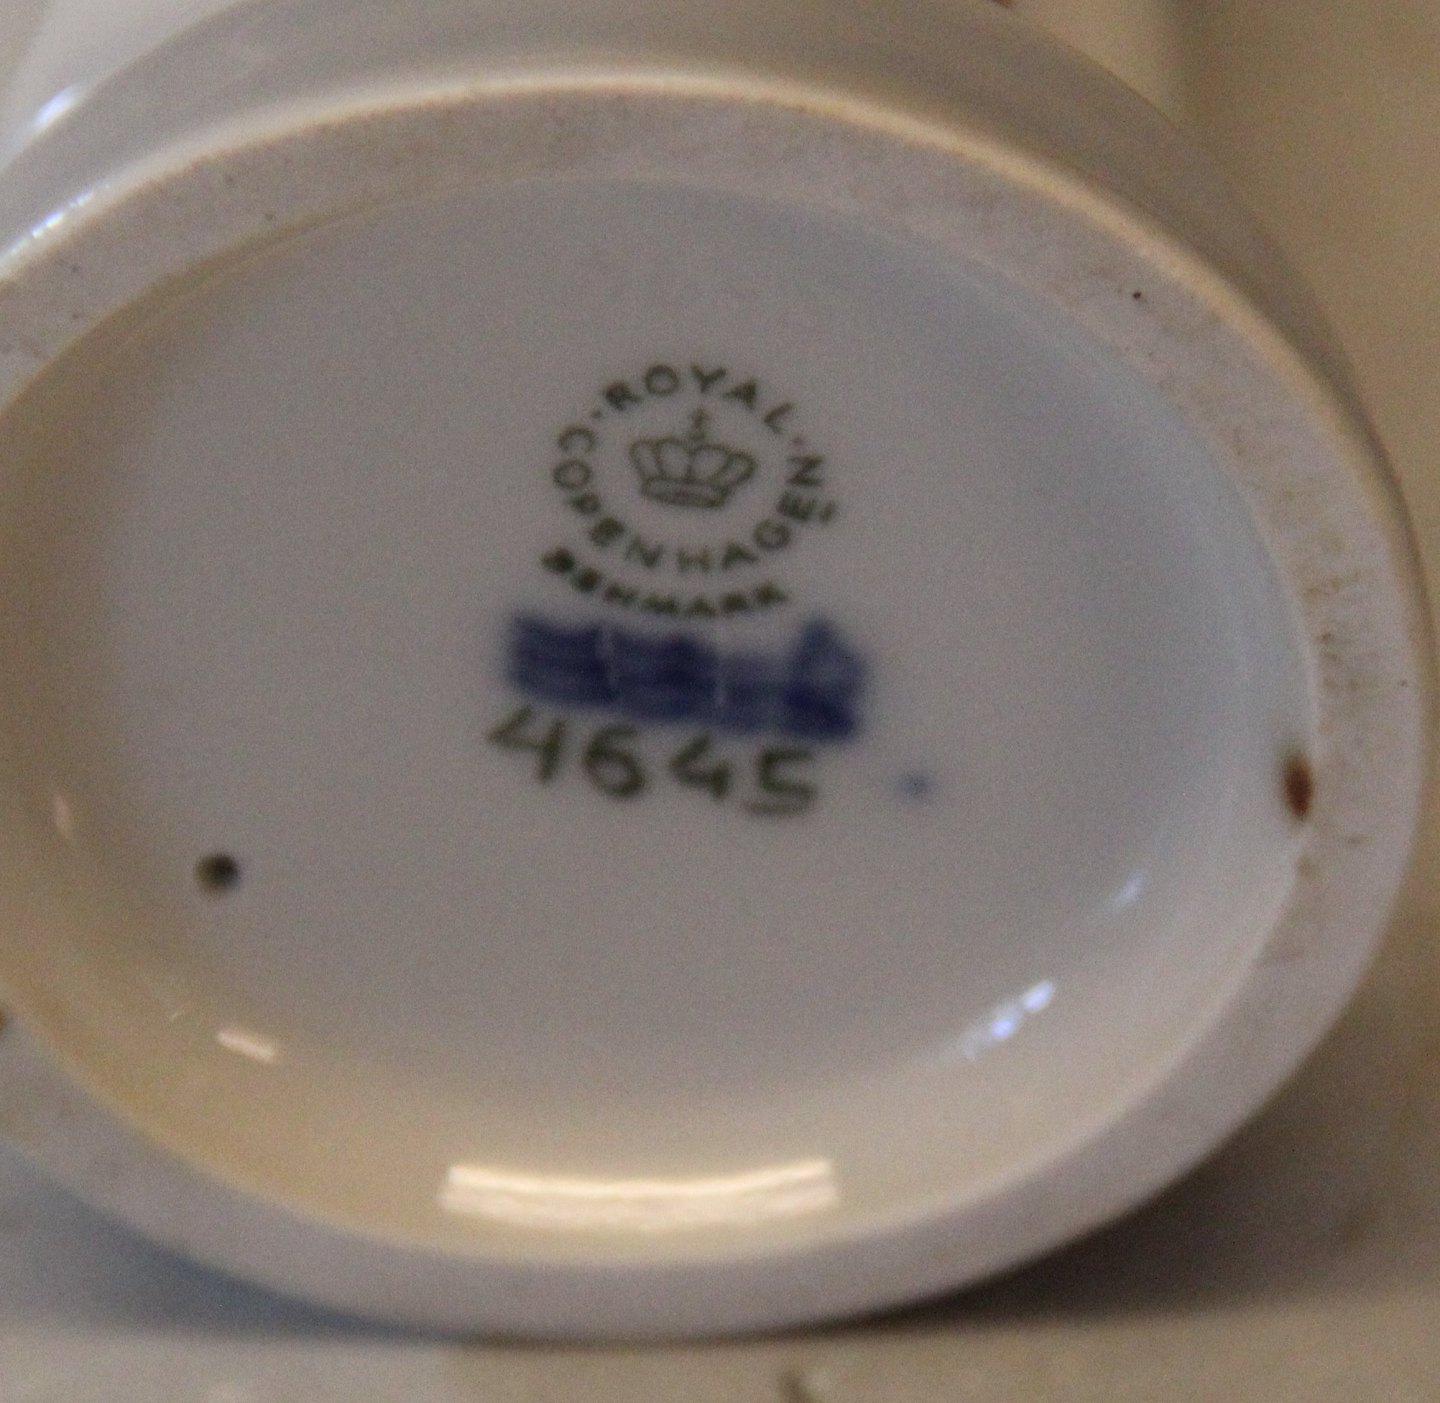 · ROYAL ·
COPENHAGEN
DENMARK
4645